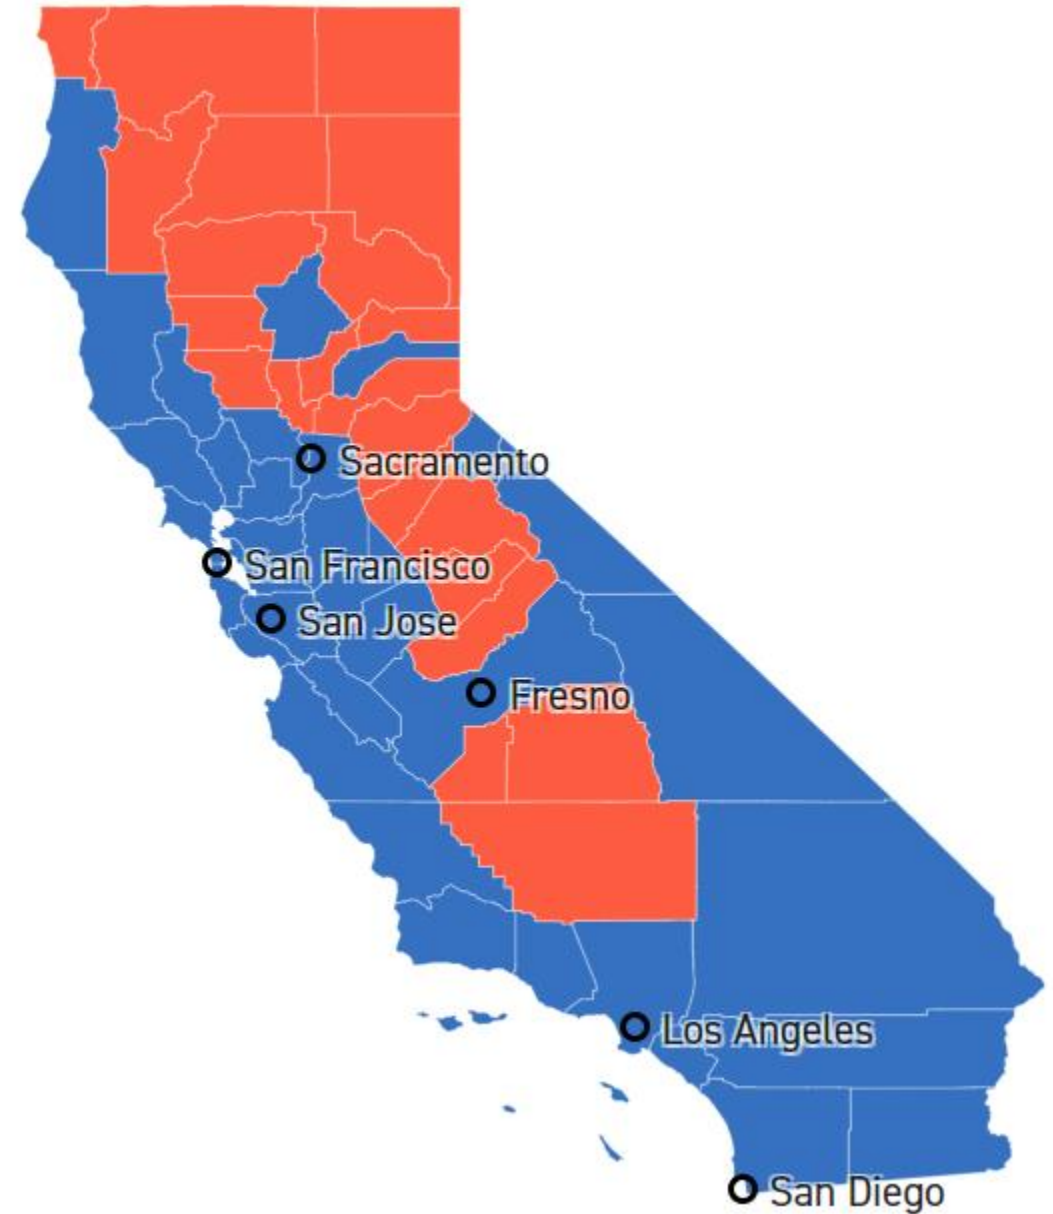 Sacramento
San Francisco
San Jose
Fresno
Los Angeles
San Diego